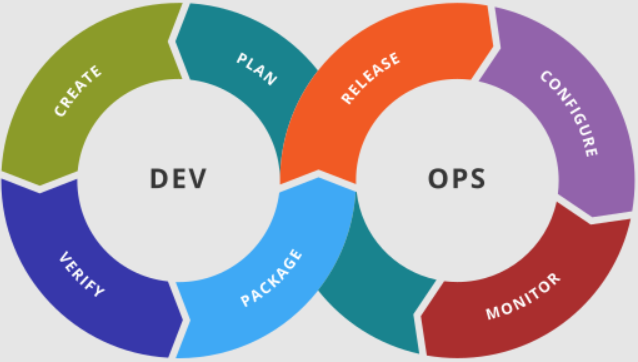 PLAN
CREATE
DEV
VERIFY
PACKAGE
RELEASE
CONFIGURE
OPS
MONITOR